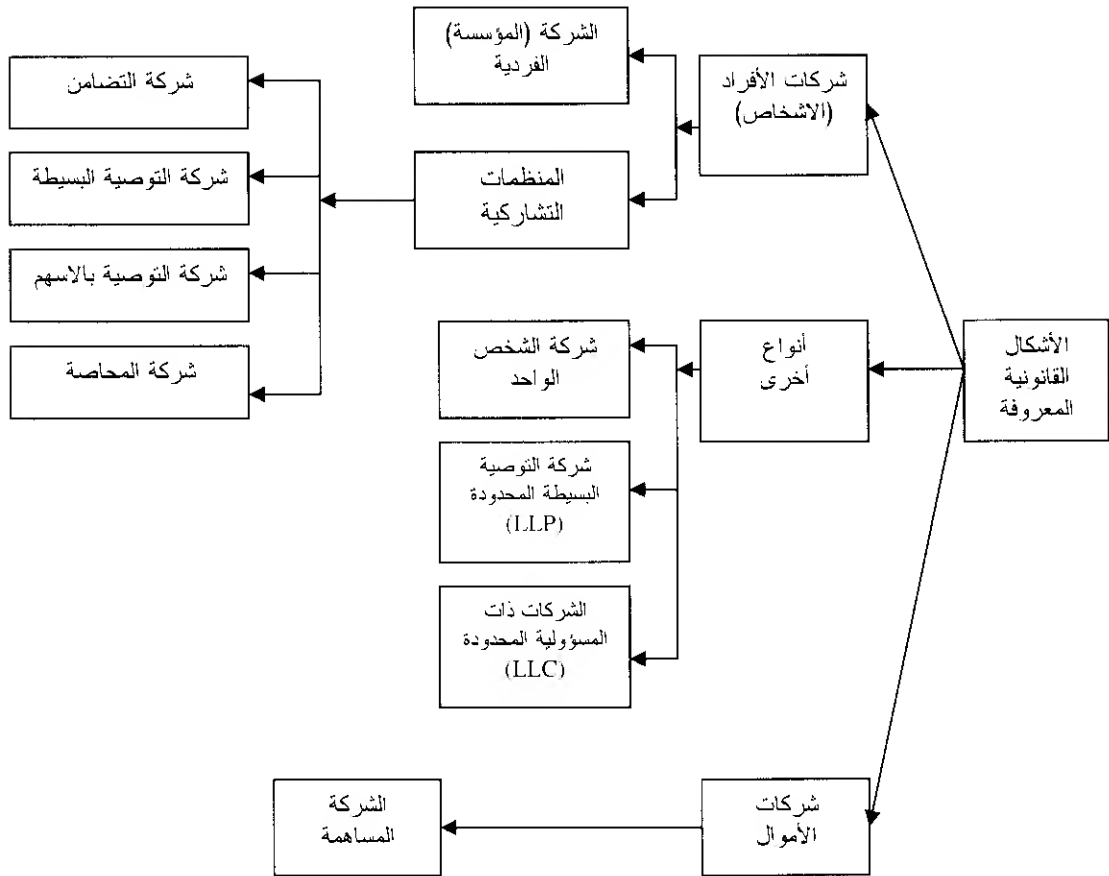 الأشكال
القانونية
المعروفة
شركات الأفراد
(الاشخاص)
الشركة (المؤسسة)
الفردية
المنظمات
التشاركية
شركة التضامن
شركة التوصية البسيطة
شركة التوصية بالاسهم
شركة المحاصة
أنواع
أخرى
شركة الشخص
الواحد
شركة التوصية
البسيطة المحدودة
(LLP)
الشركات ذات
المسؤولية المحدودة
(LLC)
شركات
الأموال
الشركة
المساهمة